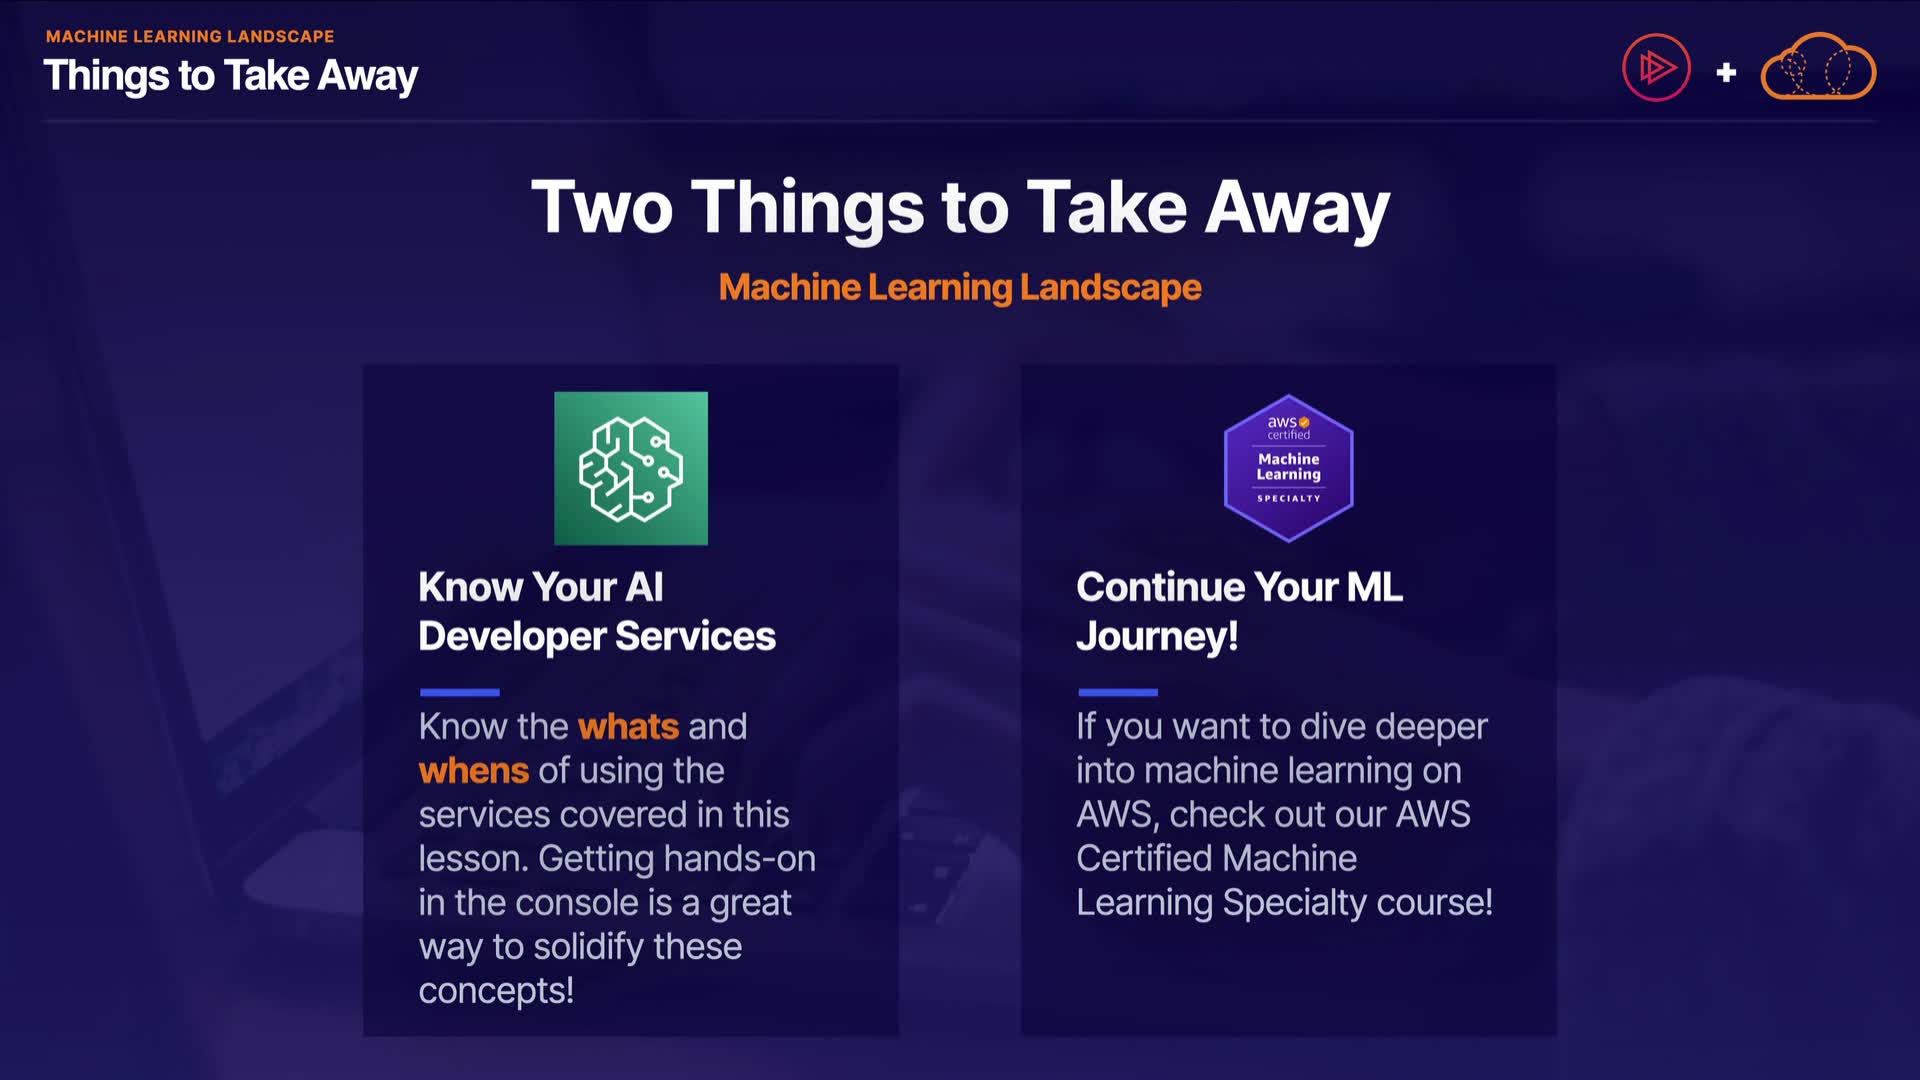 MACHINE LEARNING LANDSCAPE
Things to Take Away
Two Things to Take Away
Machine Learning Landscape
aws
certified
Machine
Learning
SPECIALTY
Know Your AI
Developer Services
Know the whats and
whens of using the
services covered in this
lesson. Getting hands-on
in the console is a great
way to solidify these
concepts!
Continue Your ML
Journey!
If you want to dive deeper
into machine learning on
AWS, check out our AWS
Certified Machine
Learning Specialty course!